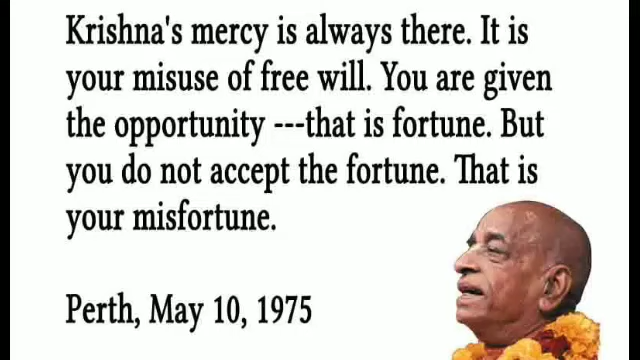 Krishna's mercy is always there. It is
your misuse of free will. You are given
the opportunity ---that is fortune. But
you do not accept the fortune. That is
your misfortune.
Perth, May 10, 1975